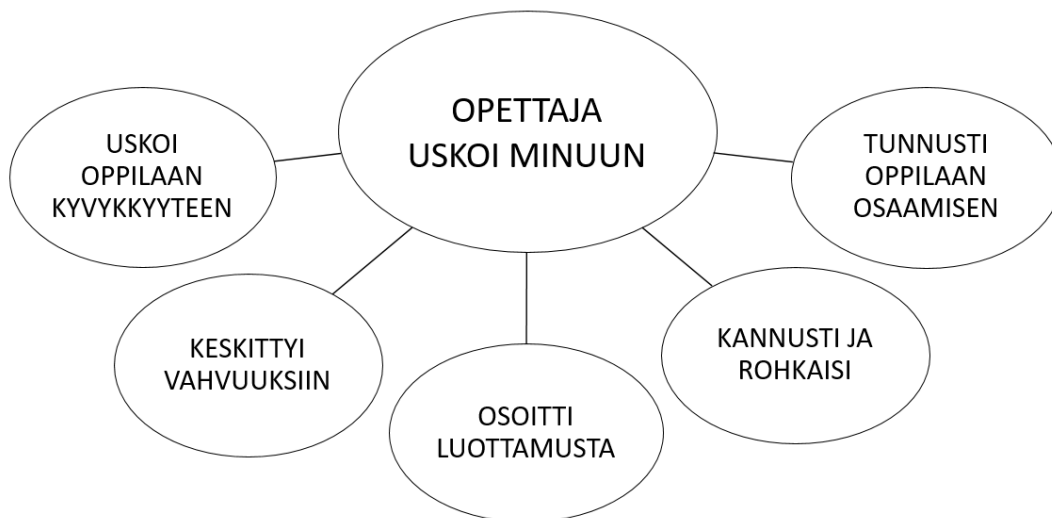 OPETTAJA
USKOI MINUUN
USKOI
OPPILAAN
KYVYKKYYTEEN
KESKITTYI
VAHVUUKSIIN
OSOITTI
LUOTTAMUSTA
KANNUSTI JA
ROHKAISI
TUNNUSTI
OPPILAAN
OSAAMISEN